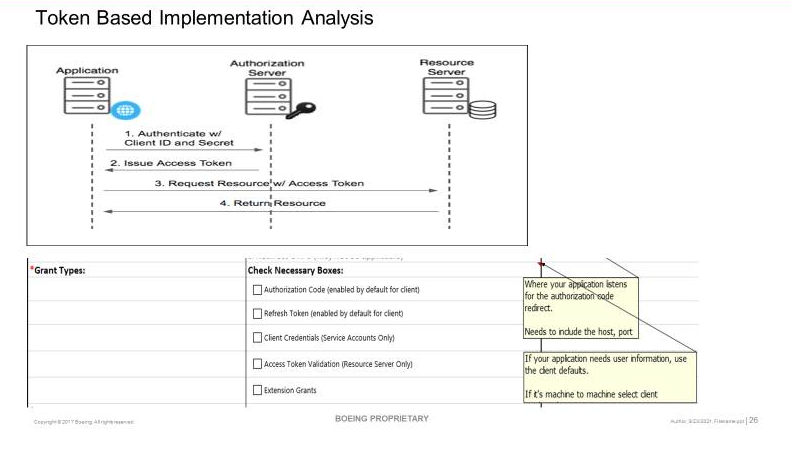 Token Based Implementation Analysis
Application
Authorization
Server
Resource
Server
1. Authenticate w/
Client ID and Secret
2. Issue Access Token
3. Request Resource w/ Access Token
4. Return Resource
*Grant Types:
Check Necessary Boxes:
Authorization Code (enabled by default for client)
Refresh Token (enabled by default for client)
Client Credentials (Service Accounts Only)
Access Token Validation (Resource Server Only)
Extension Grants
Where your application listens
for the authorization code
redirect.
Needs to include the host, port
If your application needs user information, use
the client defaults.
If it's machine to machine select client
Copyright © 2017 Boeing. All rights reserved.
BOEING PROPRIETARY
Author, 9/23/2021, Filename.ppt | 26